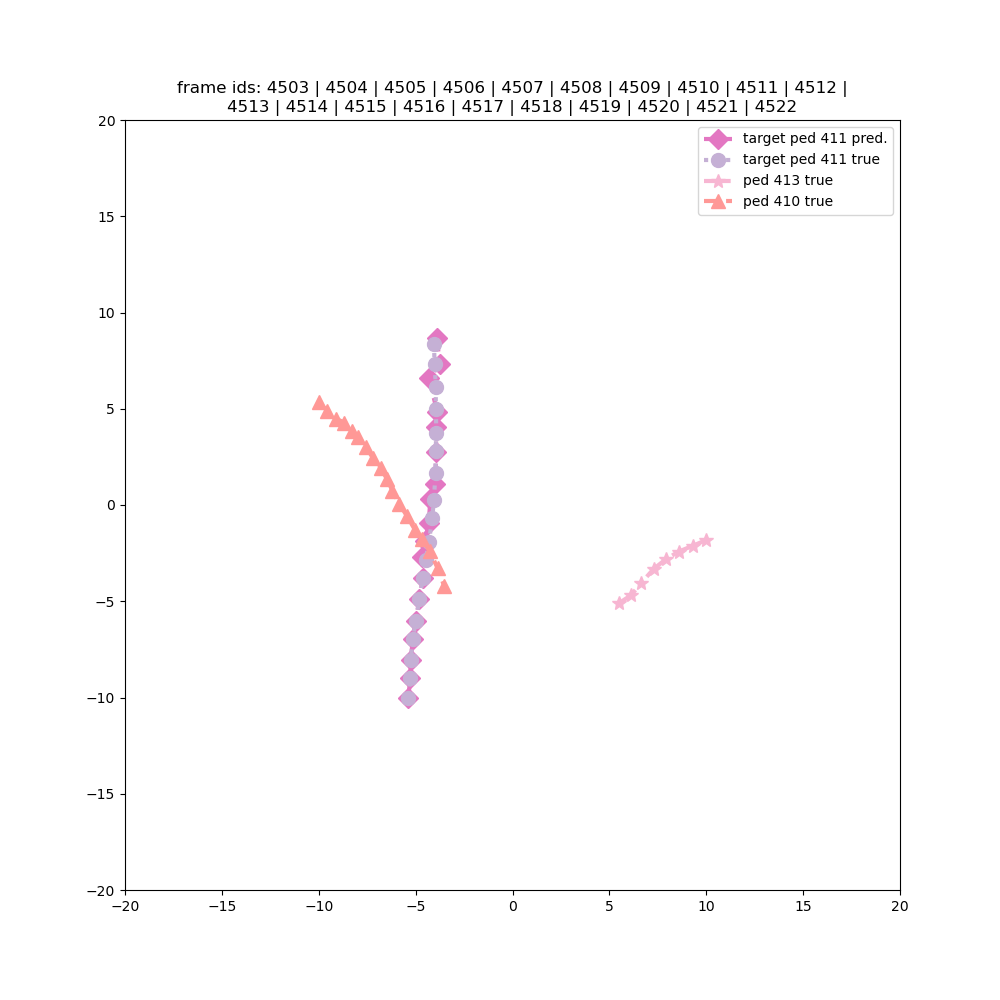 frame ids: 4503 | 4504 | 4505 | 4506 | 4507 | 4508 | 4509 | 4510 | 4511 | 4512 |
4513 | 4514 | 4515 | 4516 | 4517 | 4518 | 4519 | 4520 | 4521 | 4522
target ped 411 pred.
target ped 411 true
ped 413 true
ped 410 true
20
15
10
5
0
−5
−10
−15
−20
−20 −15 −10 −5 0 5 10 15 20